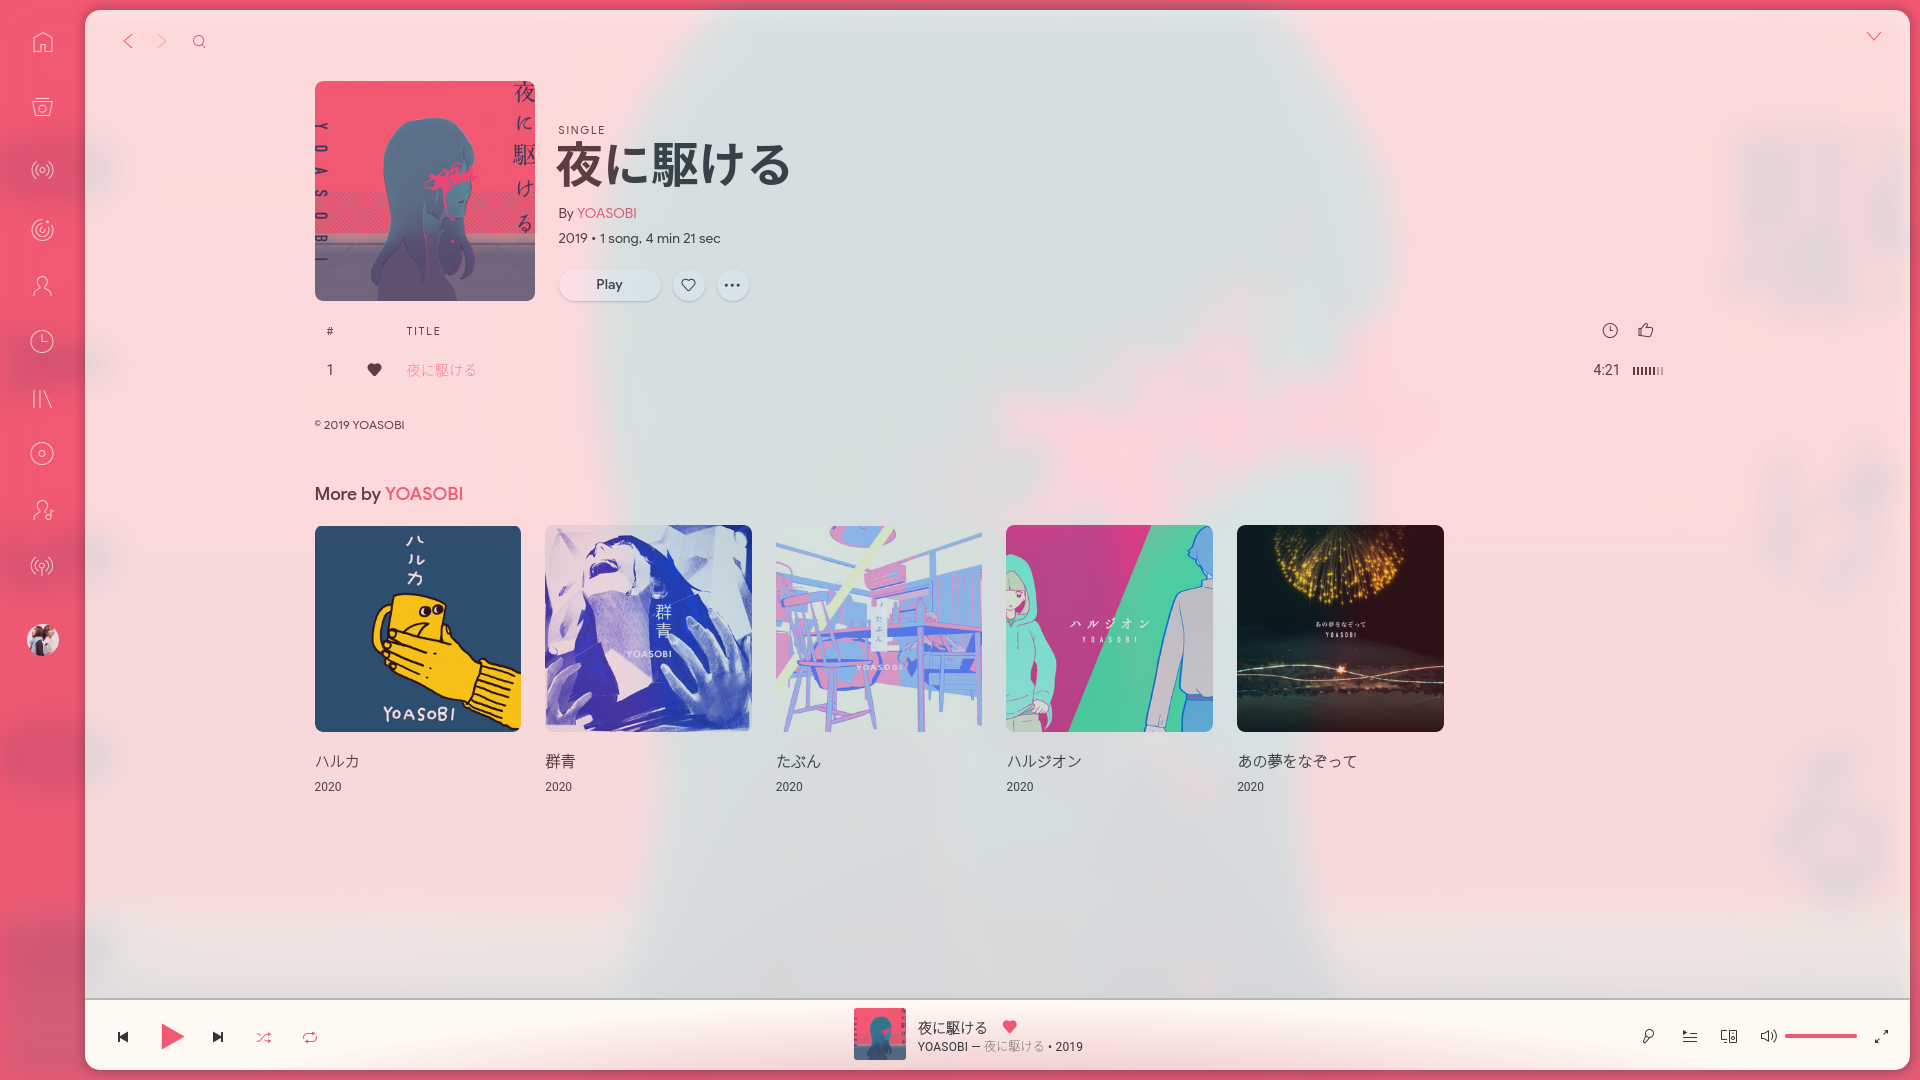 夜に駆ける
YOASOBI
SINGLE
夜に駆ける
By YOASOBI
2019 • 1 song, 4 min 21 sec
Play
# TITLE
1 夜に駆ける 4:21
© 2019 YOASOBI
More by YOASOBI
ハルカ
YOASOBI
群青
YOASOBI
たぶん
YOASOBI
ハルジオン
YOASOBI
あの夢をなぞって
YOASOBI
ハルカ
2020
群青
2020
たぶん
2020
ハルジオン
2020
あの夢をなぞって
2020
夜に駆ける
YOASOBI — 夜に駆ける • 2019